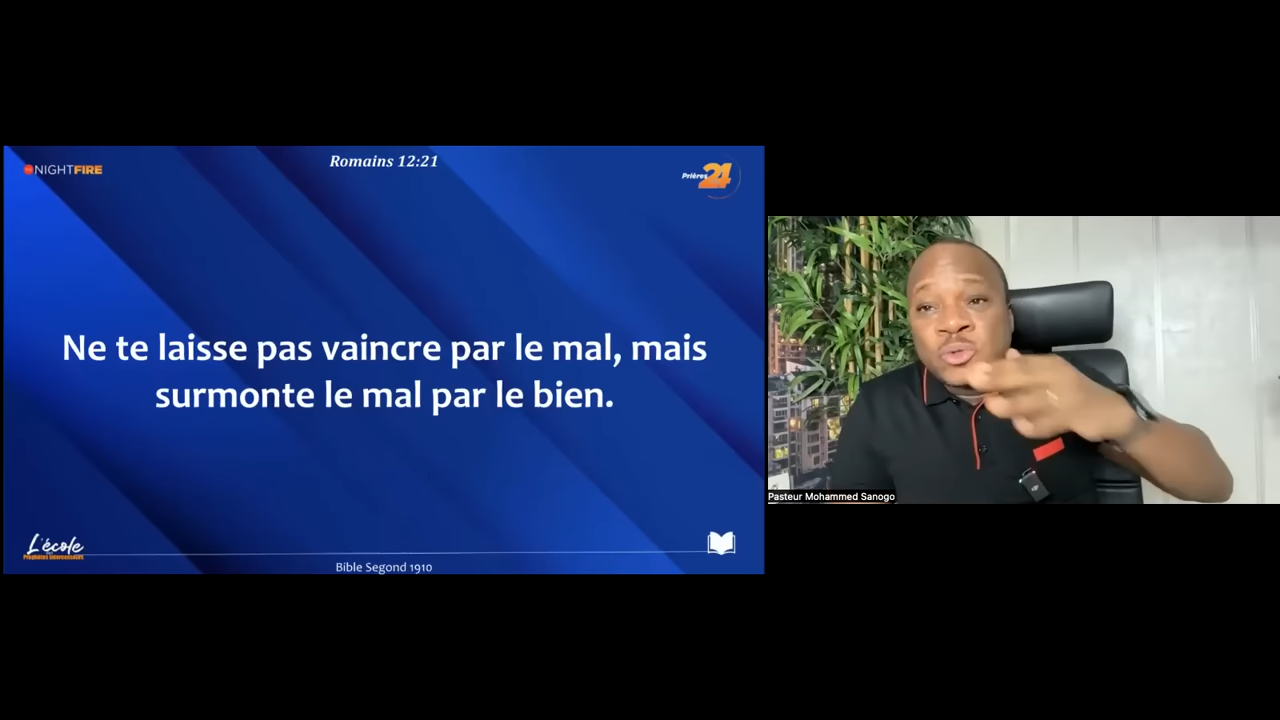 NIGHTFIRE
Romains 12:21
Prières 24
Ne te laisse pas vaincre par le mal, mais
surmonte le mal par le bien.
L'école
Bible Segond 1910
Pasteur Mohammed Sanogo